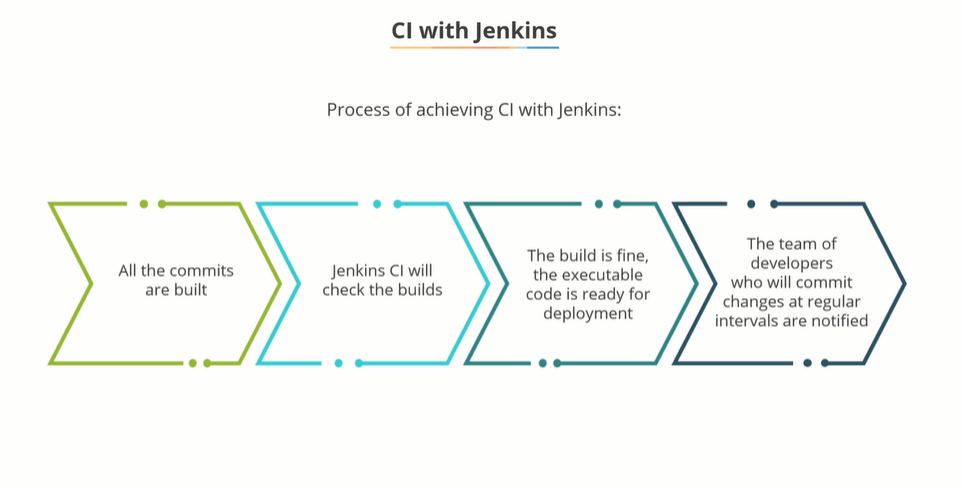 CI with Jenkins
Process of achieving CI with Jenkins:
All the commits
are built
Jenkins CI will
check the builds
The build is fine,
the executable
code is ready for
deployment
The team of
developers
who will commit
changes at regular
intervals are notified